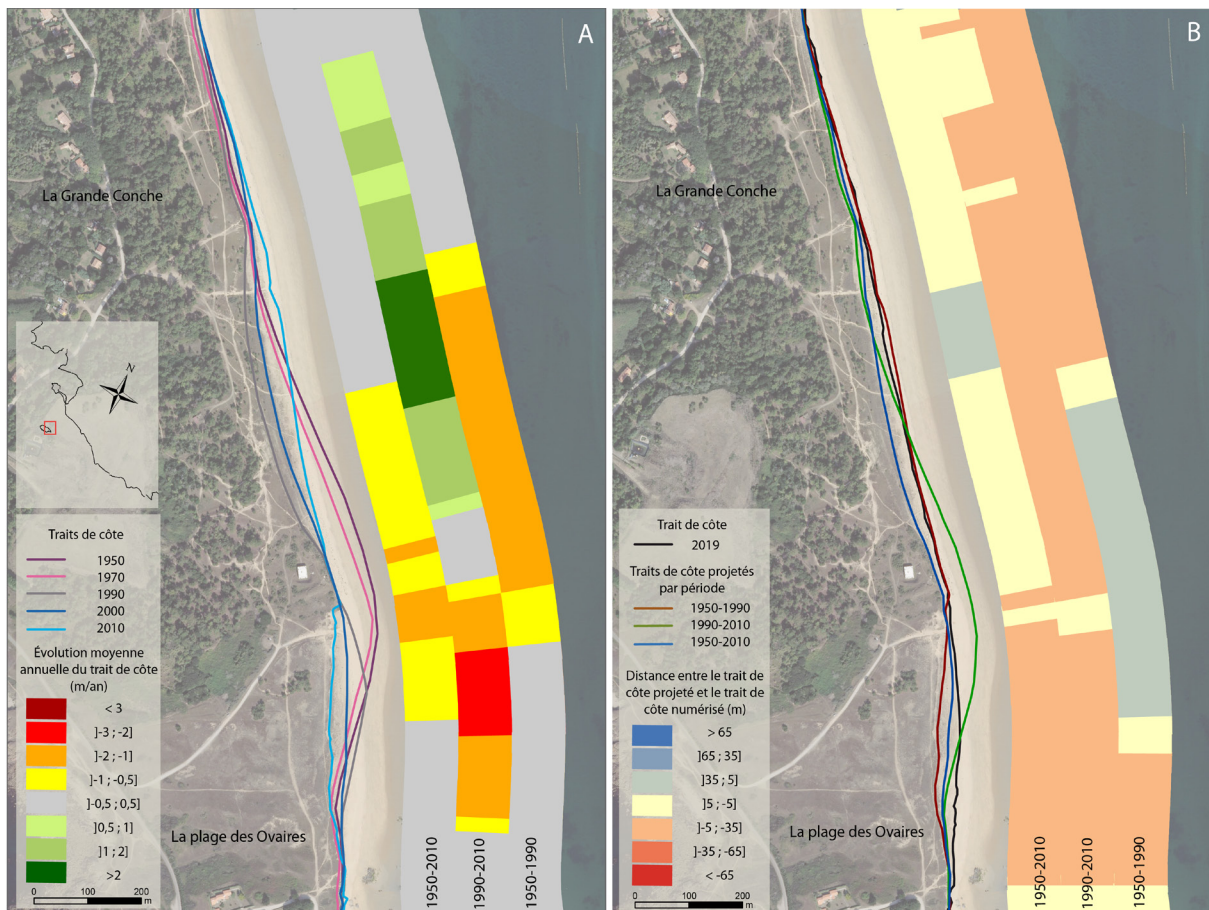 A
La Grande Conche
N
Traits de côte
1950
1970
1990
2000
2010
Évolution moyenne
annuelle du trait de côte
(m/an)
< 3
]-3 ; -2]
]-2 ; -1]
]-1 ; -0,5]
]-0,5 ; 0,5]
]0,5 ; 1]
]1 ; 2]
>2
0 100 200
m
La plage des Ovaires
1950-2010
1990-2010
1950-1990
B
La Grande Conche
Trait de côte
2019
Traits de côte projetés
par période
1950-1990
1990-2010
1950-2010
Distance entre le trait de
côte projeté et le trait de
côte numérisé (m)
> 65
]65 ; 35]
]35 ; 5]
]5 ; -5]
]-5 ; -35]
]-35 ; -65]
< -65
0 100 200
m
La plage des Ovaires
1950-2010
1990-2010
1950-1990